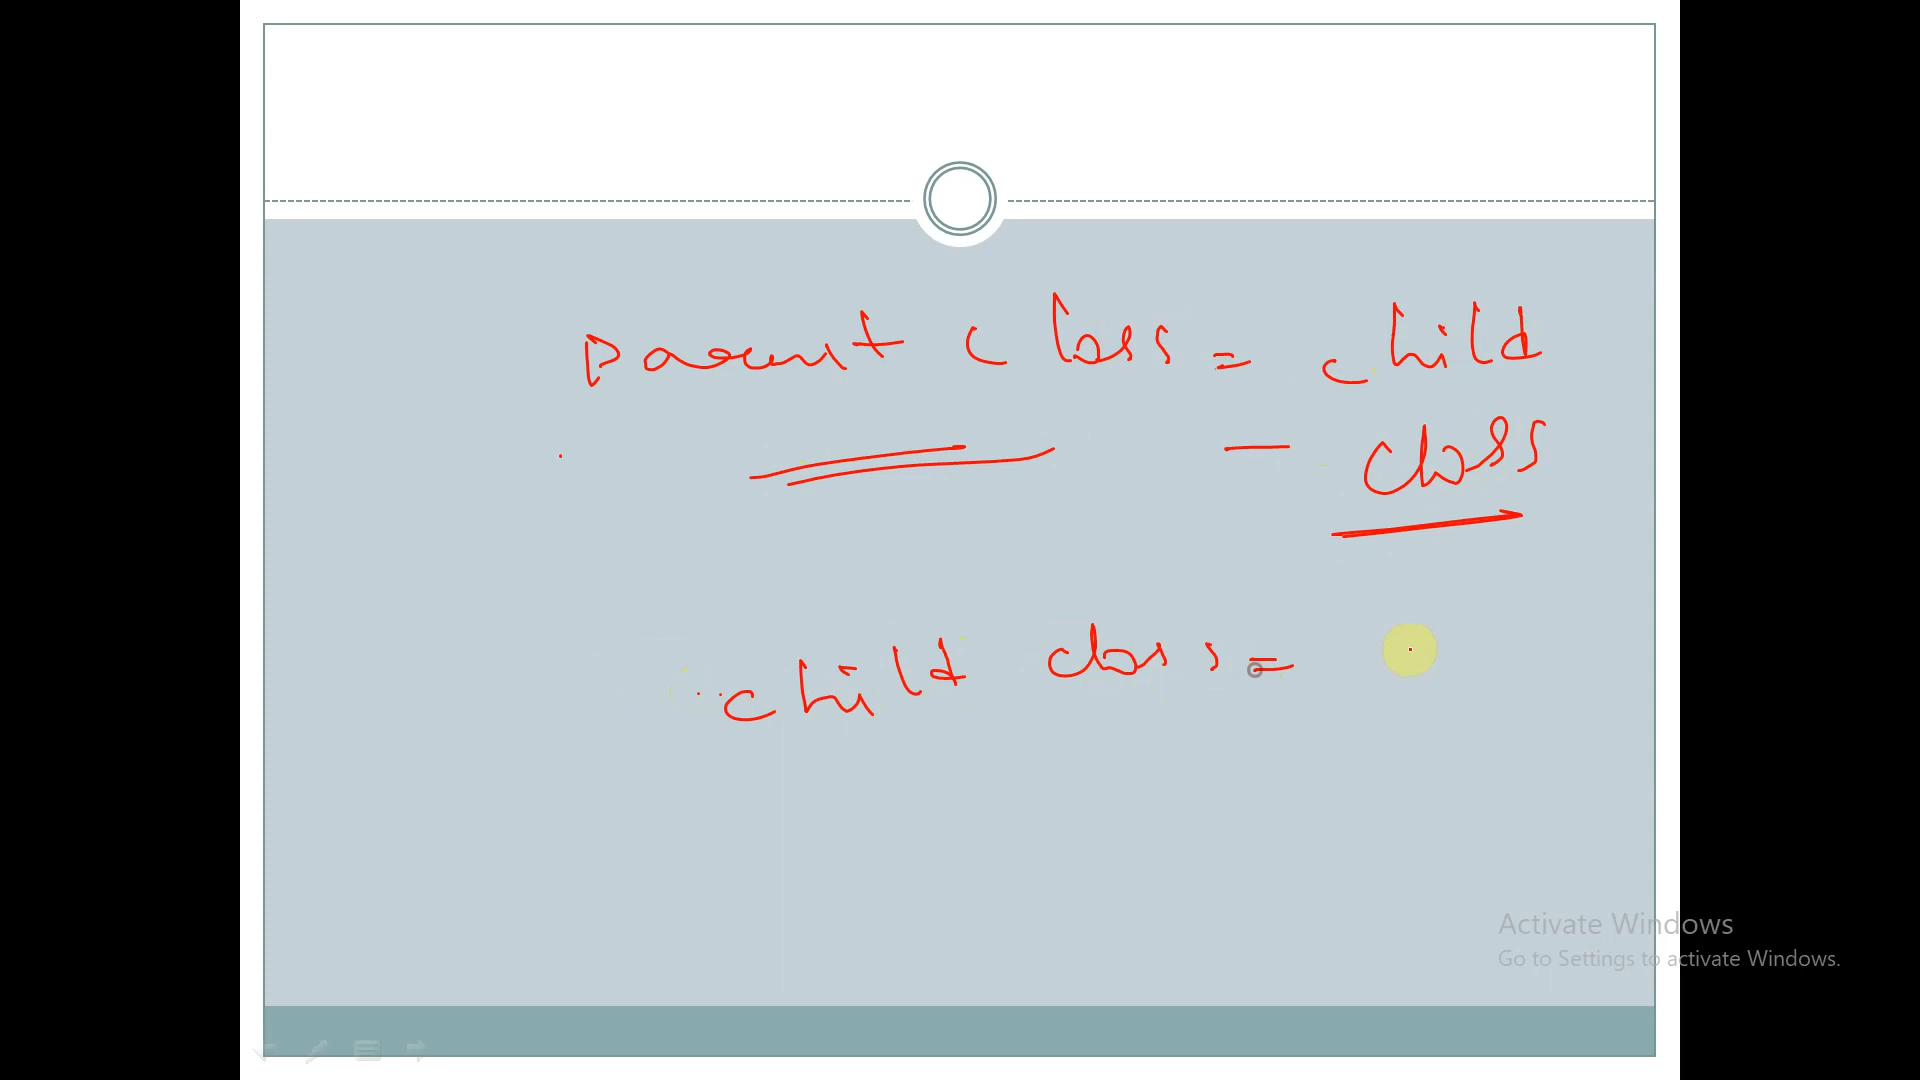 parent class = child
- class
child class =
Activate Windows
Go to Settings to activate Windows.